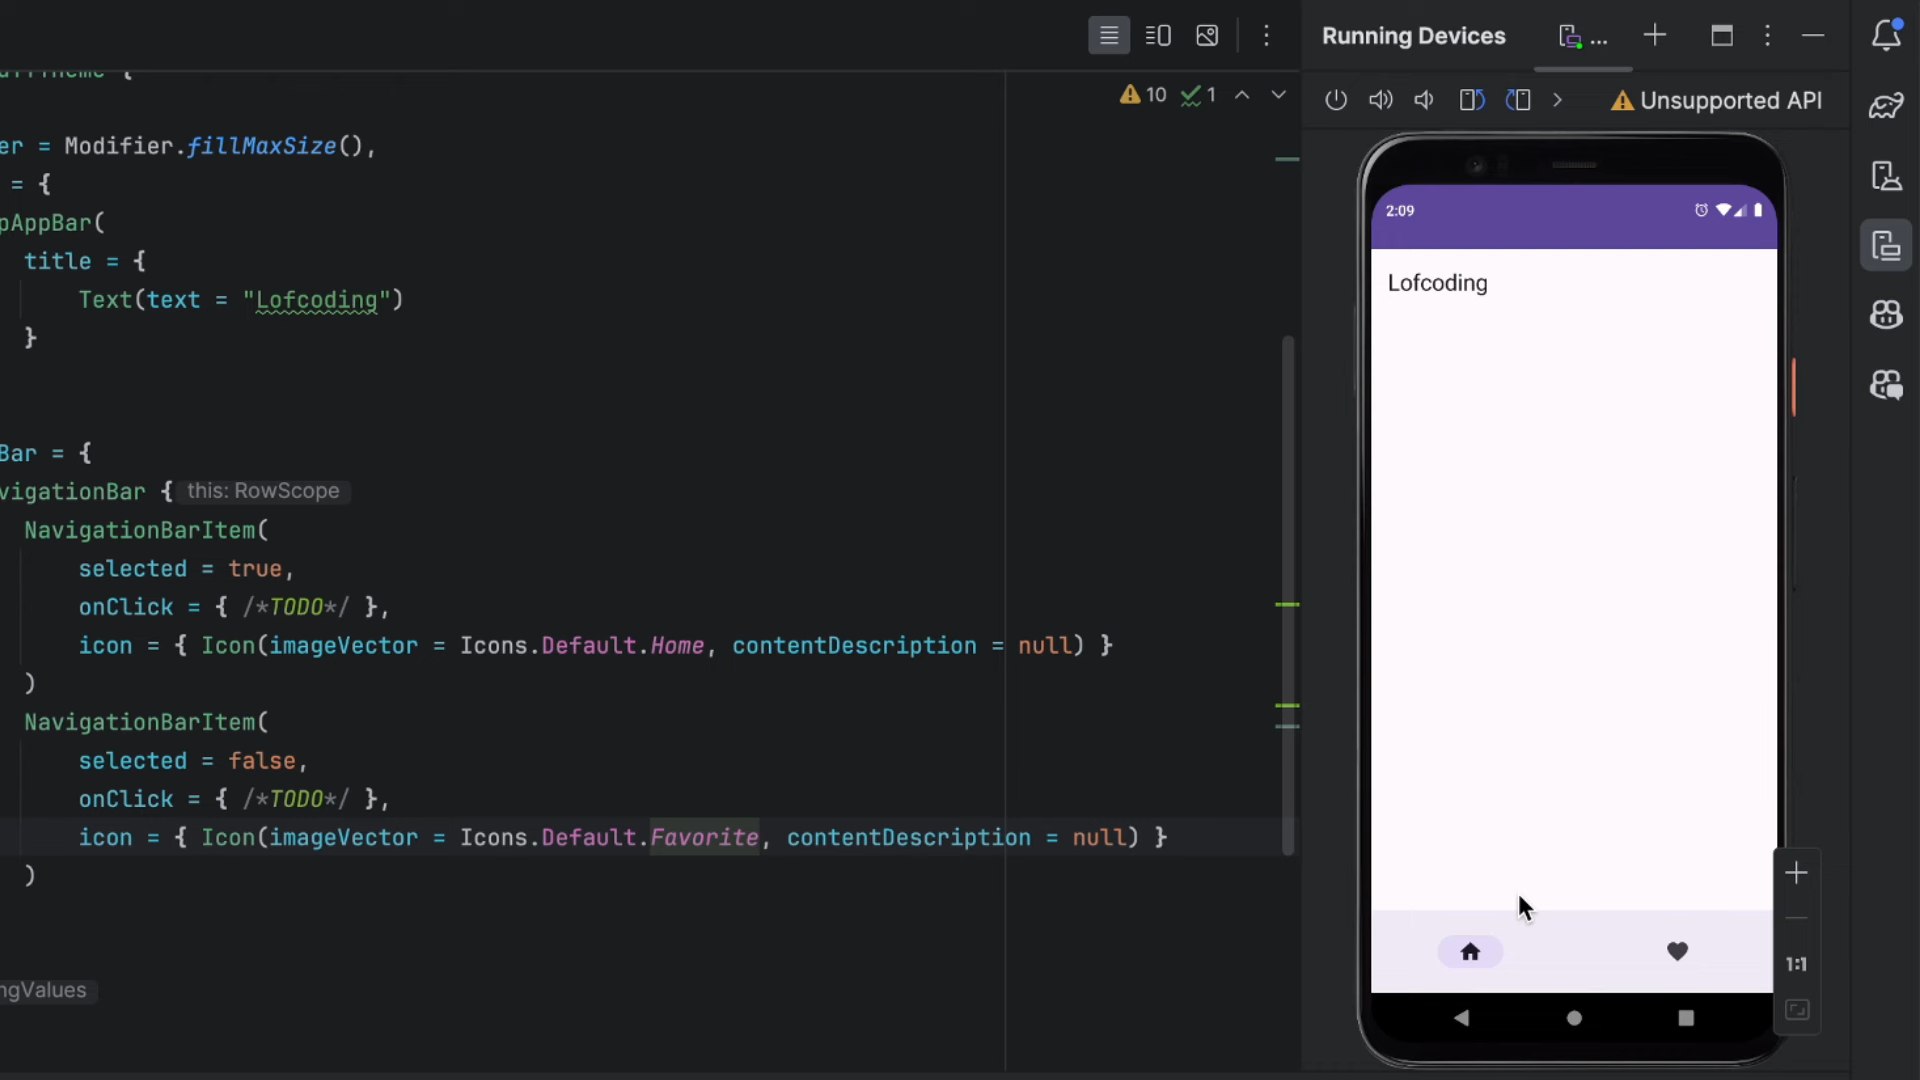 Running Devices ...
10 1
Unsupported API
er = Modifier.fillMaxSize(),
= {
pAppBar(
title = {
Text(text = "Lofcoding")
}
Bar = {
vigationBar { this: RowScope
NavigationBarItem(
selected = true,
onClick = { /*TODO*/ },
icon = { Icon(imageVector = Icons.Default.Home, contentDescription = null) }
)
NavigationBarItem(
selected = false,
onClick = { /*TODO*/ },
icon = { Icon(imageVector = Icons.Default.Favorite, contentDescription = null) }
)
ngValues
2:09
Lofcoding
1:1